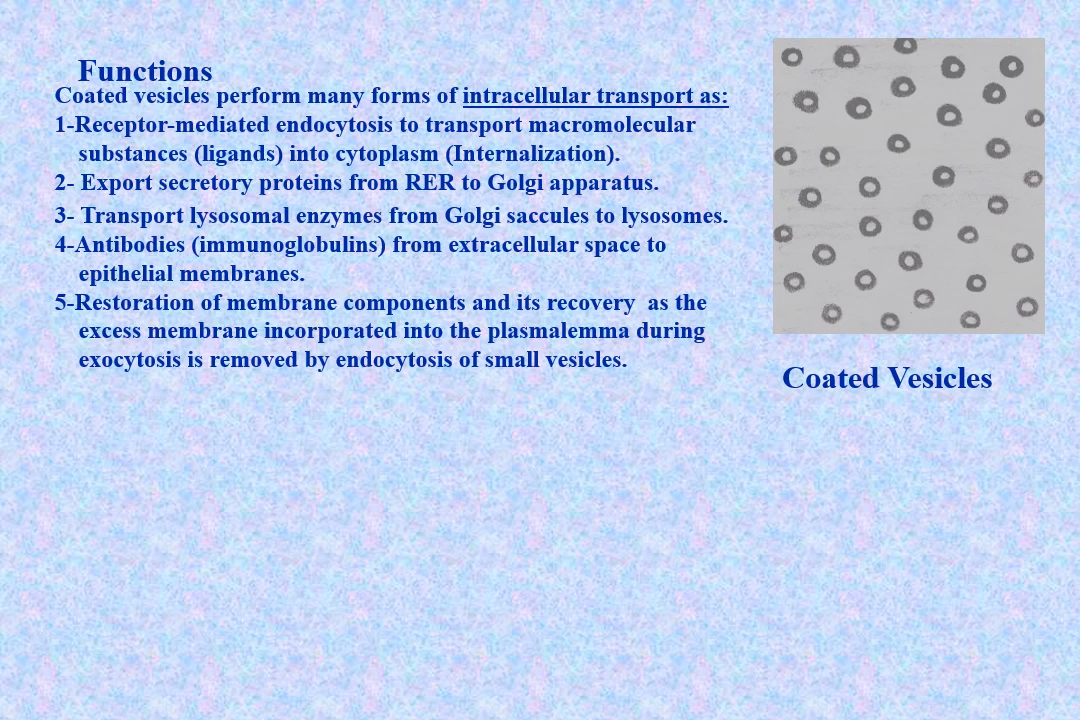 Functions
Coated vesicles perform many forms of intracellular transport as:
1-Receptor-mediated endocytosis to transport macromolecular
substances (ligands) into cytoplasm (Internalization).
2- Export secretory proteins from RER to Golgi apparatus.
3- Transport lysosomal enzymes from Golgi saccules to lysosomes.
4-Antibodies (immunoglobulins) from extracellular space to
epithelial membranes.
5-Restoration of membrane components and its recovery  as the
excess membrane incorporated into the plasmalemma during
exocytosis is removed by endocytosis of small vesicles.
Coated Vesicles